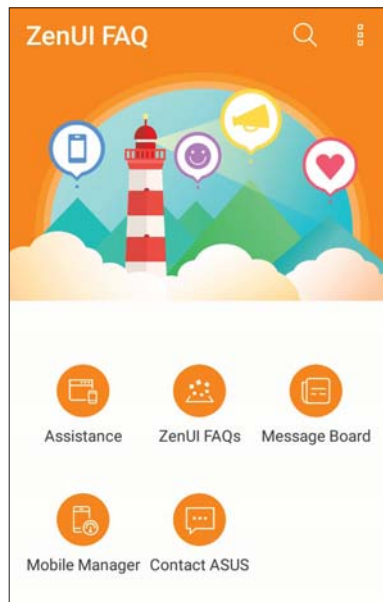 ZenUI FAQ
Assistance ZenUI FAQs Message Board
Mobile Manager Contact ASUS